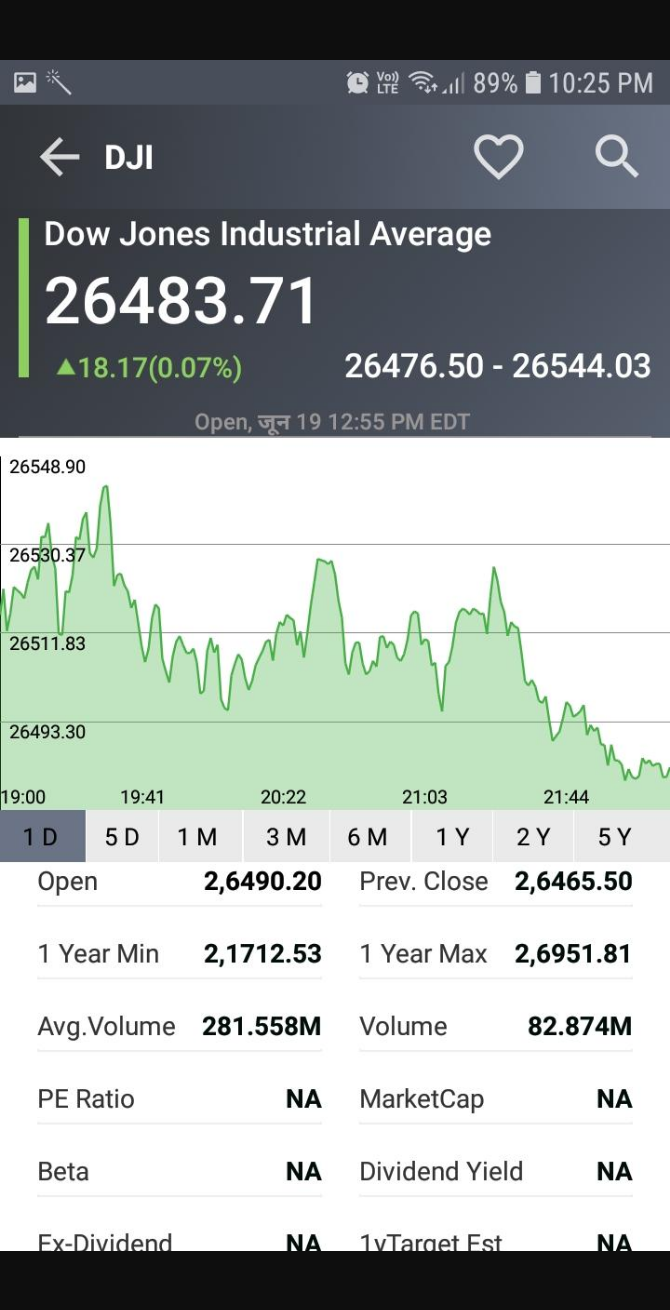 Vo)) LTE 89% 10:25 PM
DJI
Dow Jones Industrial Average
26483.71
▲18.17(0.07%) 26476.50 - 26544.03
Open, जून 19 12:55 PM EDT
26548.90
26530.37
26511.83
26493.30
19:00 19:41 20:22 21:03 21:44
1 D 5 D 1 M 3 M 6 M 1 Y 2 Y 5 Y
Open 2,6490.20 Prev. Close 2,6465.50
1 Year Min 2,1712.53 1 Year Max 2,6951.81
Avg.Volume 281.558M Volume 82.874M
PE Ratio NA MarketCap NA
Beta NA Dividend Yield NA
Ex-Dividend NA 1yTarget Est NA